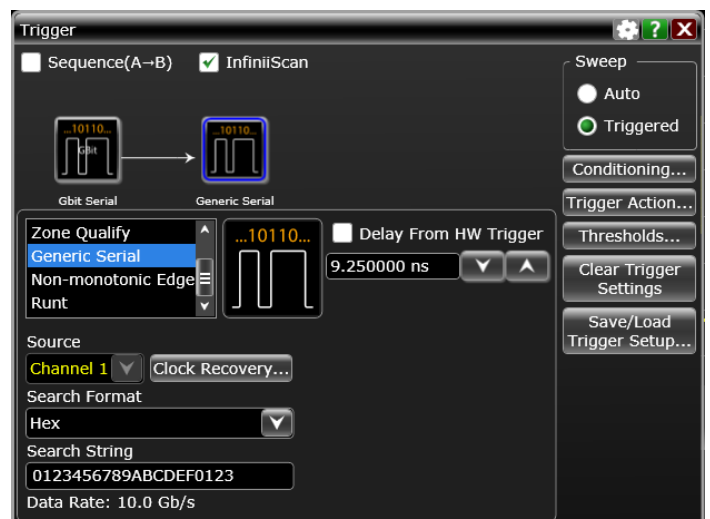 Trigger
?
X
Sequence(A→B)
InfiniiScan
Sweep
Auto
Triggered
...10110...
GBit
...10110...
Gbit Serial
Generic Serial
Conditioning...
Trigger Action...
Thresholds...
Clear Trigger
Settings
Save/Load
Trigger Setup...
Zone Qualify
Generic Serial
Non-monotonic Edge
Runt
...10110...
Delay From HW Trigger
9.250000 ns
Source
Channel 1
Clock Recovery...
Search Format
Hex
Search String
0123456789ABCDEF0123
Data Rate: 10.0 Gb/s